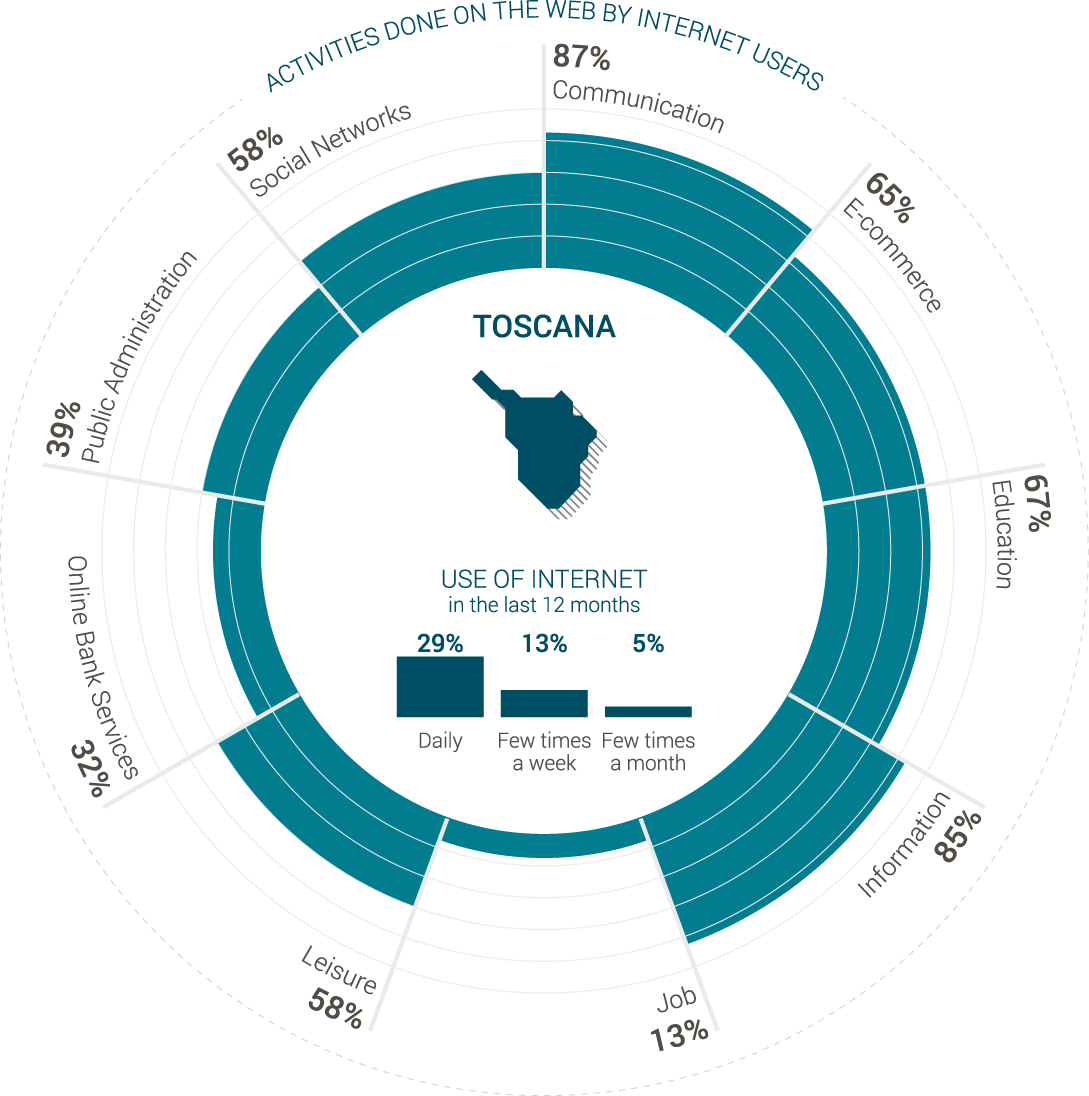 ACTIVITIES DONE ON THE WEB BY INTERNET USERS
87%
Communication
65%
E-commerce
67%
Education
Information
85%
Job
13%
Leisure
58%
Online Bank Services
32%
39%
Public Administration
58%
Social Networks
TOSCANA
USE OF INTERNET
in the last 12 months
29% 13% 5%
Daily Few times Few times
a week a month